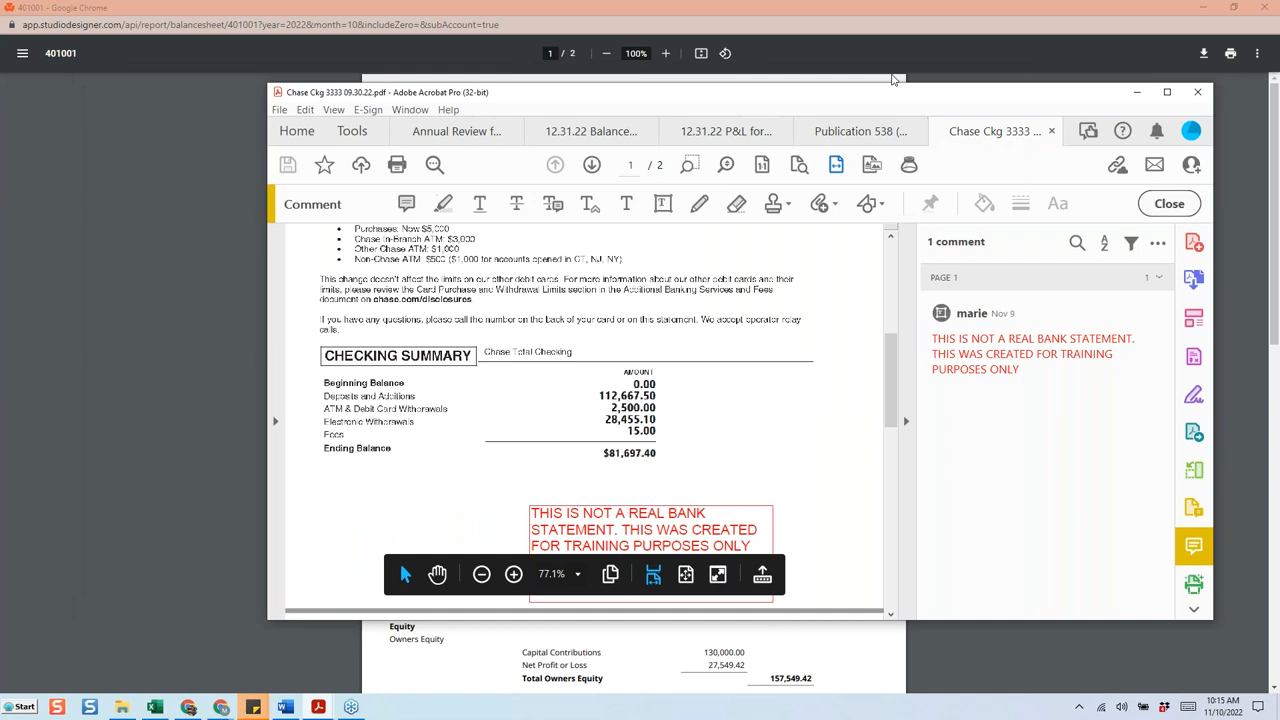 401001 - Google Chrome
app.studiodesigner.com/api/report/balancesheet/401001?year=2022&month=10&includeZero=&subAccount=true
401001
1 / 2
100%
Chase Ckg 3333 09.30.22.pdf - Adobe Acrobat Pro (32-bit)
File Edit View E-Sign Window Help
Home Tools Annual Review f... 12.31.22 Balance... 12.31.22 P&L for... Publication 538 (... Chase Ckg 3333 ... ×
1 / 2
Comment
Close
• Purchases: Now $5,000
• Chase In-Branch ATM: $3,000
• Other Chase ATM: $1,000
• Non-Chase ATM: $500 ($1,000 for accounts opened in CT, NJ, NY)
This change doesn't affect the limits on our other debit cards. For more information about our other debit cards and their
limits, please review the Card Purchase and Withdrawal Limits section in the Additional Banking Services and Fees
document on chase.com/disclosures.
If you have any questions, please call the number on the back of your card or on this statement. We accept operator relay
calls.
CHECKING SUMMARY Chase Total Checking
AMOUNT
Beginning Balance 0.00
Deposits and Additions 112,667.50
ATM & Debit Card Withdrawals 2,500.00
Electronic Withdrawals 28,455.10
Fees 15.00
Ending Balance $81,697.40
THIS IS NOT A REAL BANK
STATEMENT. THIS WAS CREATED
FOR TRAINING PURPOSES ONLY
77.1%
1 comment
PAGE 1 1
marie Nov 9
THIS IS NOT A REAL BANK STATEMENT.
THIS WAS CREATED FOR TRAINING
PURPOSES ONLY
Equity
Owners Equity
Capital Contributions 130,000.00
Net Profit or Loss 27,549.42
Total Owners Equity 157,549.42
Start
10:15 AM
11/10/2022